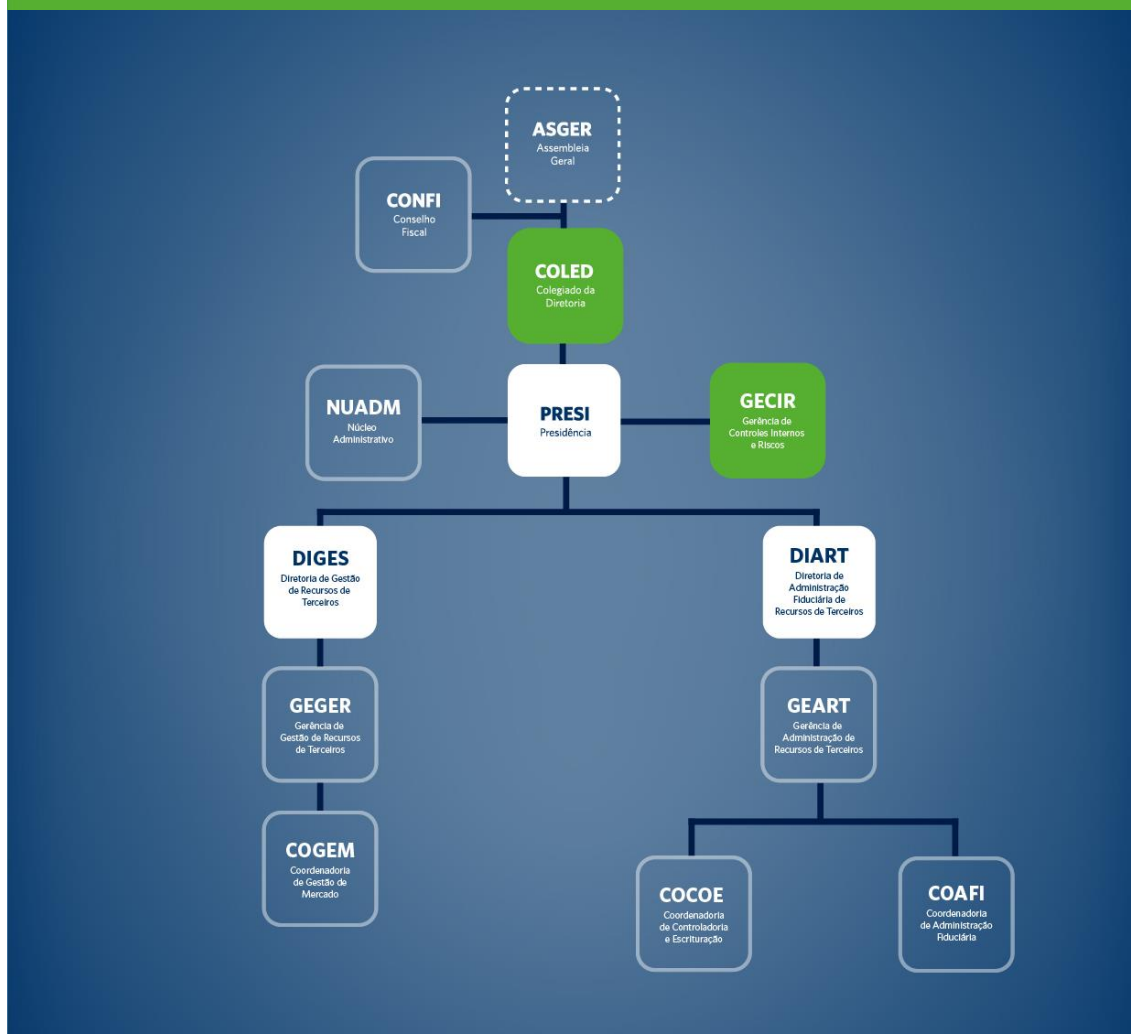 ASGER
Assembleia
Geral
CONFI
Conselho
Fiscal
COLED
Colegiado da
Diretoria
NUADM
Núcleo
Administrativo
PRESI
Presidência
GECIR
Gerência de
Controles Internos
e Riscos
DIGES
Diretoria de Gestão
de Recursos de
Terceiros
DIART
Diretoria de
Administração
Fiduciária de
Recursos de Terceiros
GEGER
Gerência de
Gestão de Recursos
de Terceiros
GEART
Gerência de
Administração de
Recursos de Terceiros
COGEM
Coordenadoria
de Gestão de
Mercado
COCOE
Coordenadoria
de Controladoria
e Escrituração
COAFI
Coordenadoria
de Administração
Fiduciária